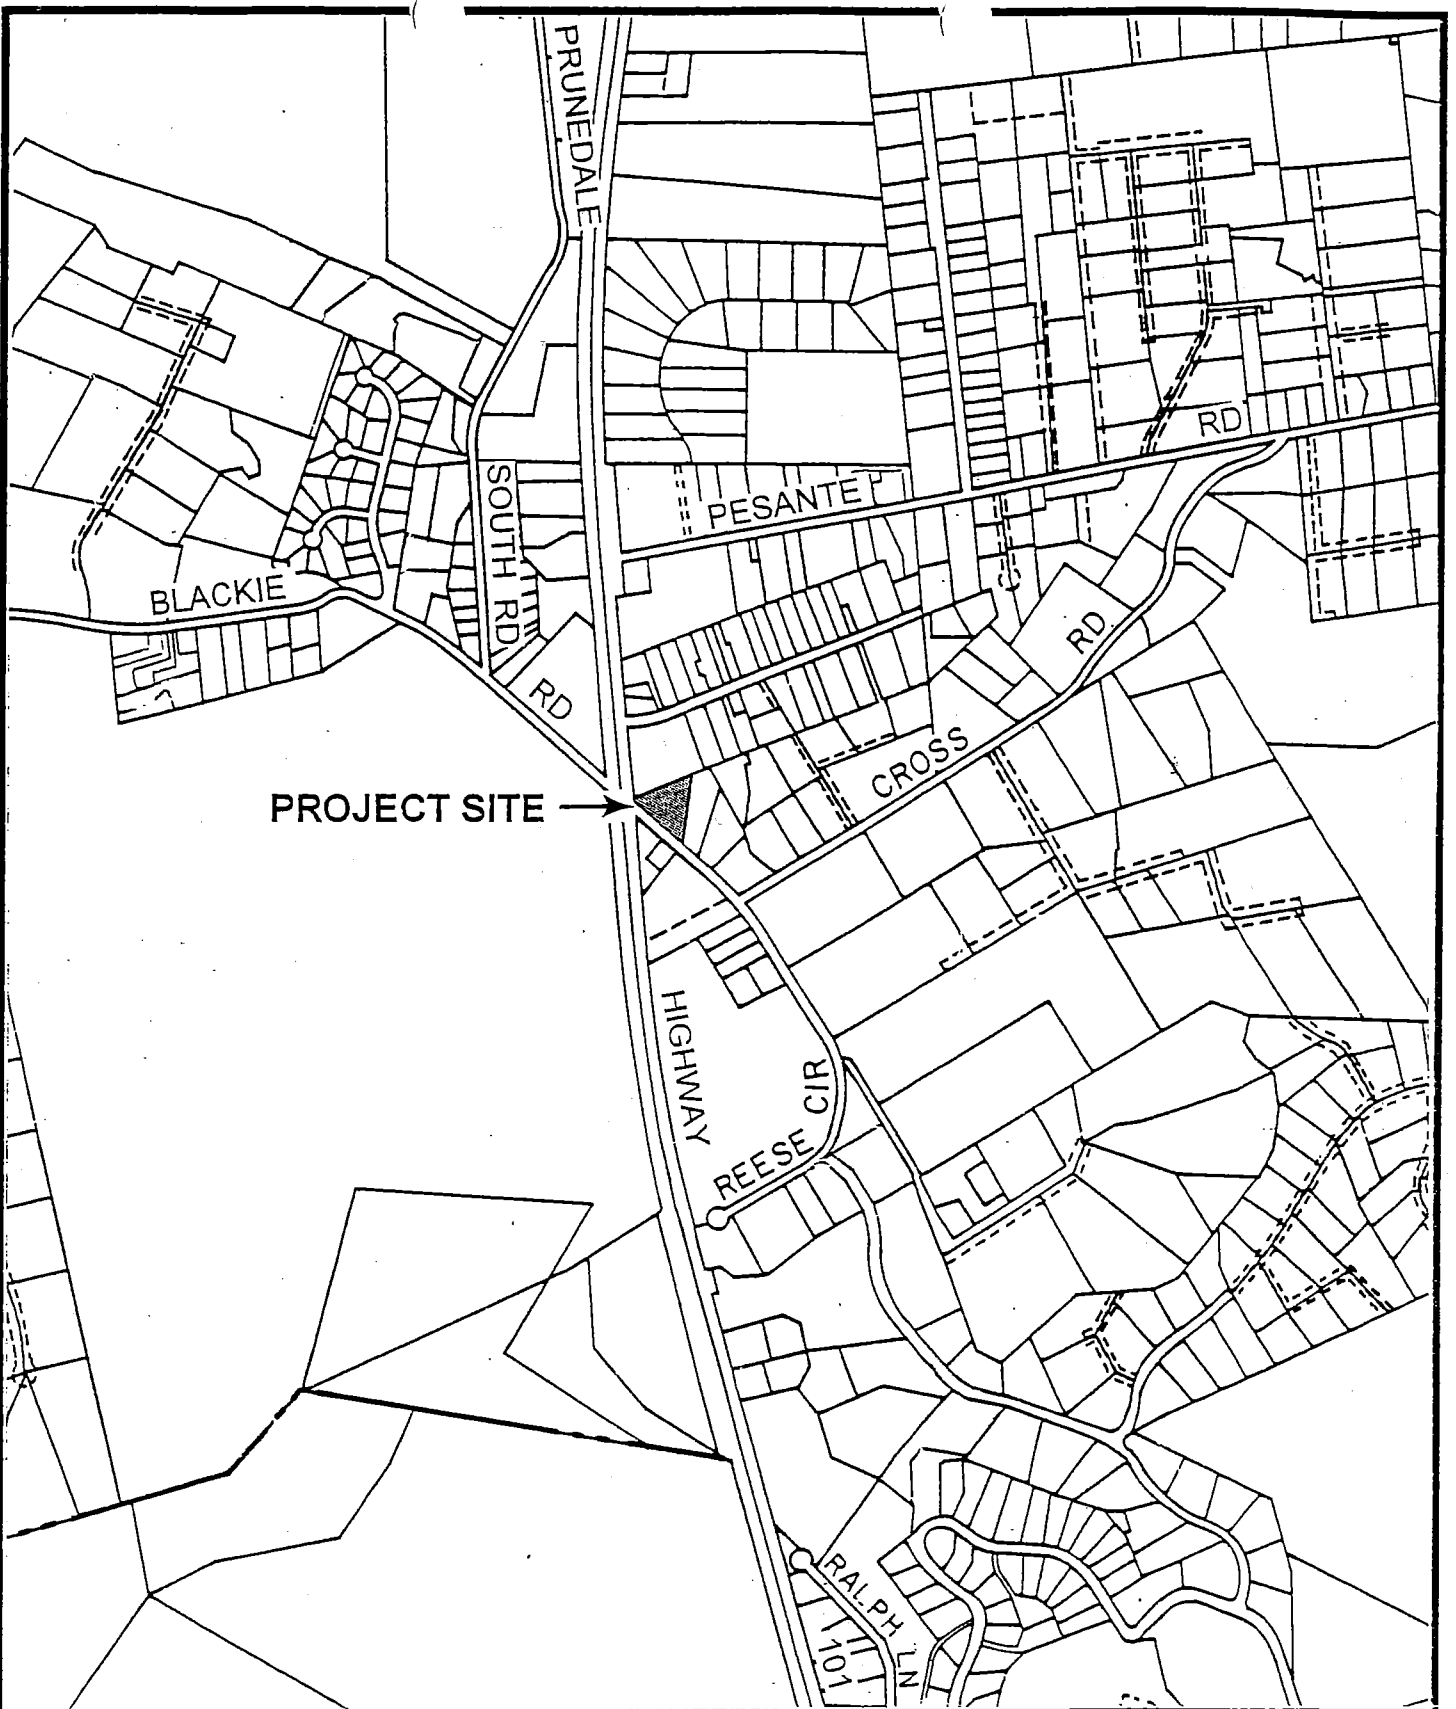 PRUNEDALE
SOUTH RD
PESANTE
RD
BLACKIE
RD
RD
CROSS
PROJECT SITE
HIGHWAY
REESE CIR
RALPH LN
101